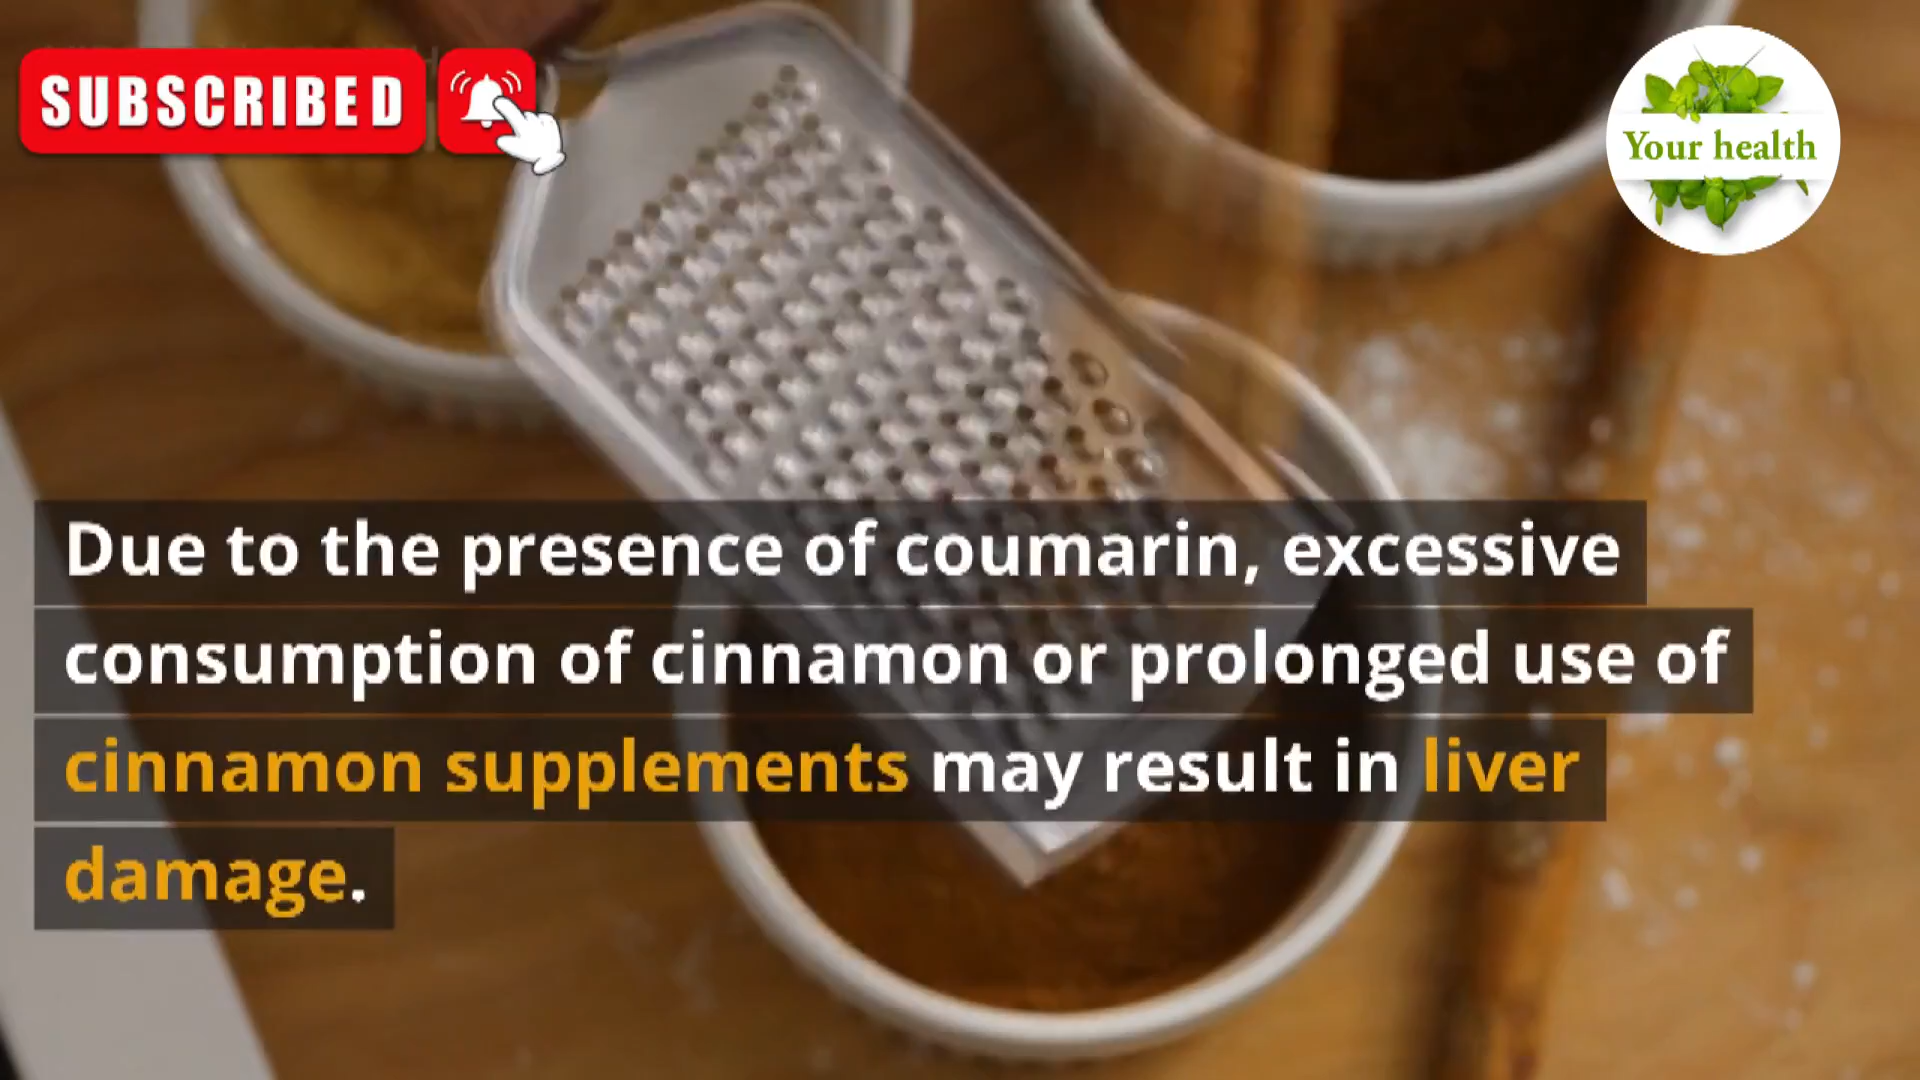 SUBSCRIBED
Your health
Due to the presence of coumarin, excessive
consumption of cinnamon or prolonged use of
cinnamon supplements may result in liver
damage.